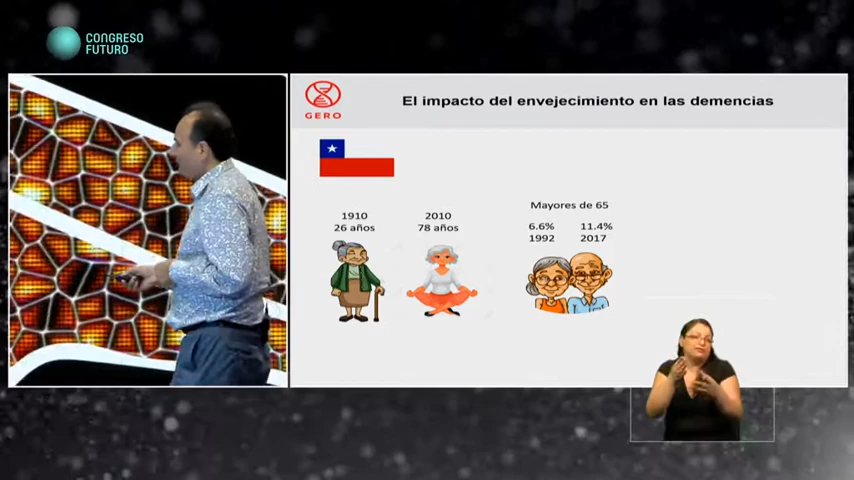 CONGRESO
FUTURO
GERO
El impacto del envejecimiento en las demencias
1910
26 años
2010
78 años
Mayores de 65
6.6%
1992
11.4%
2017